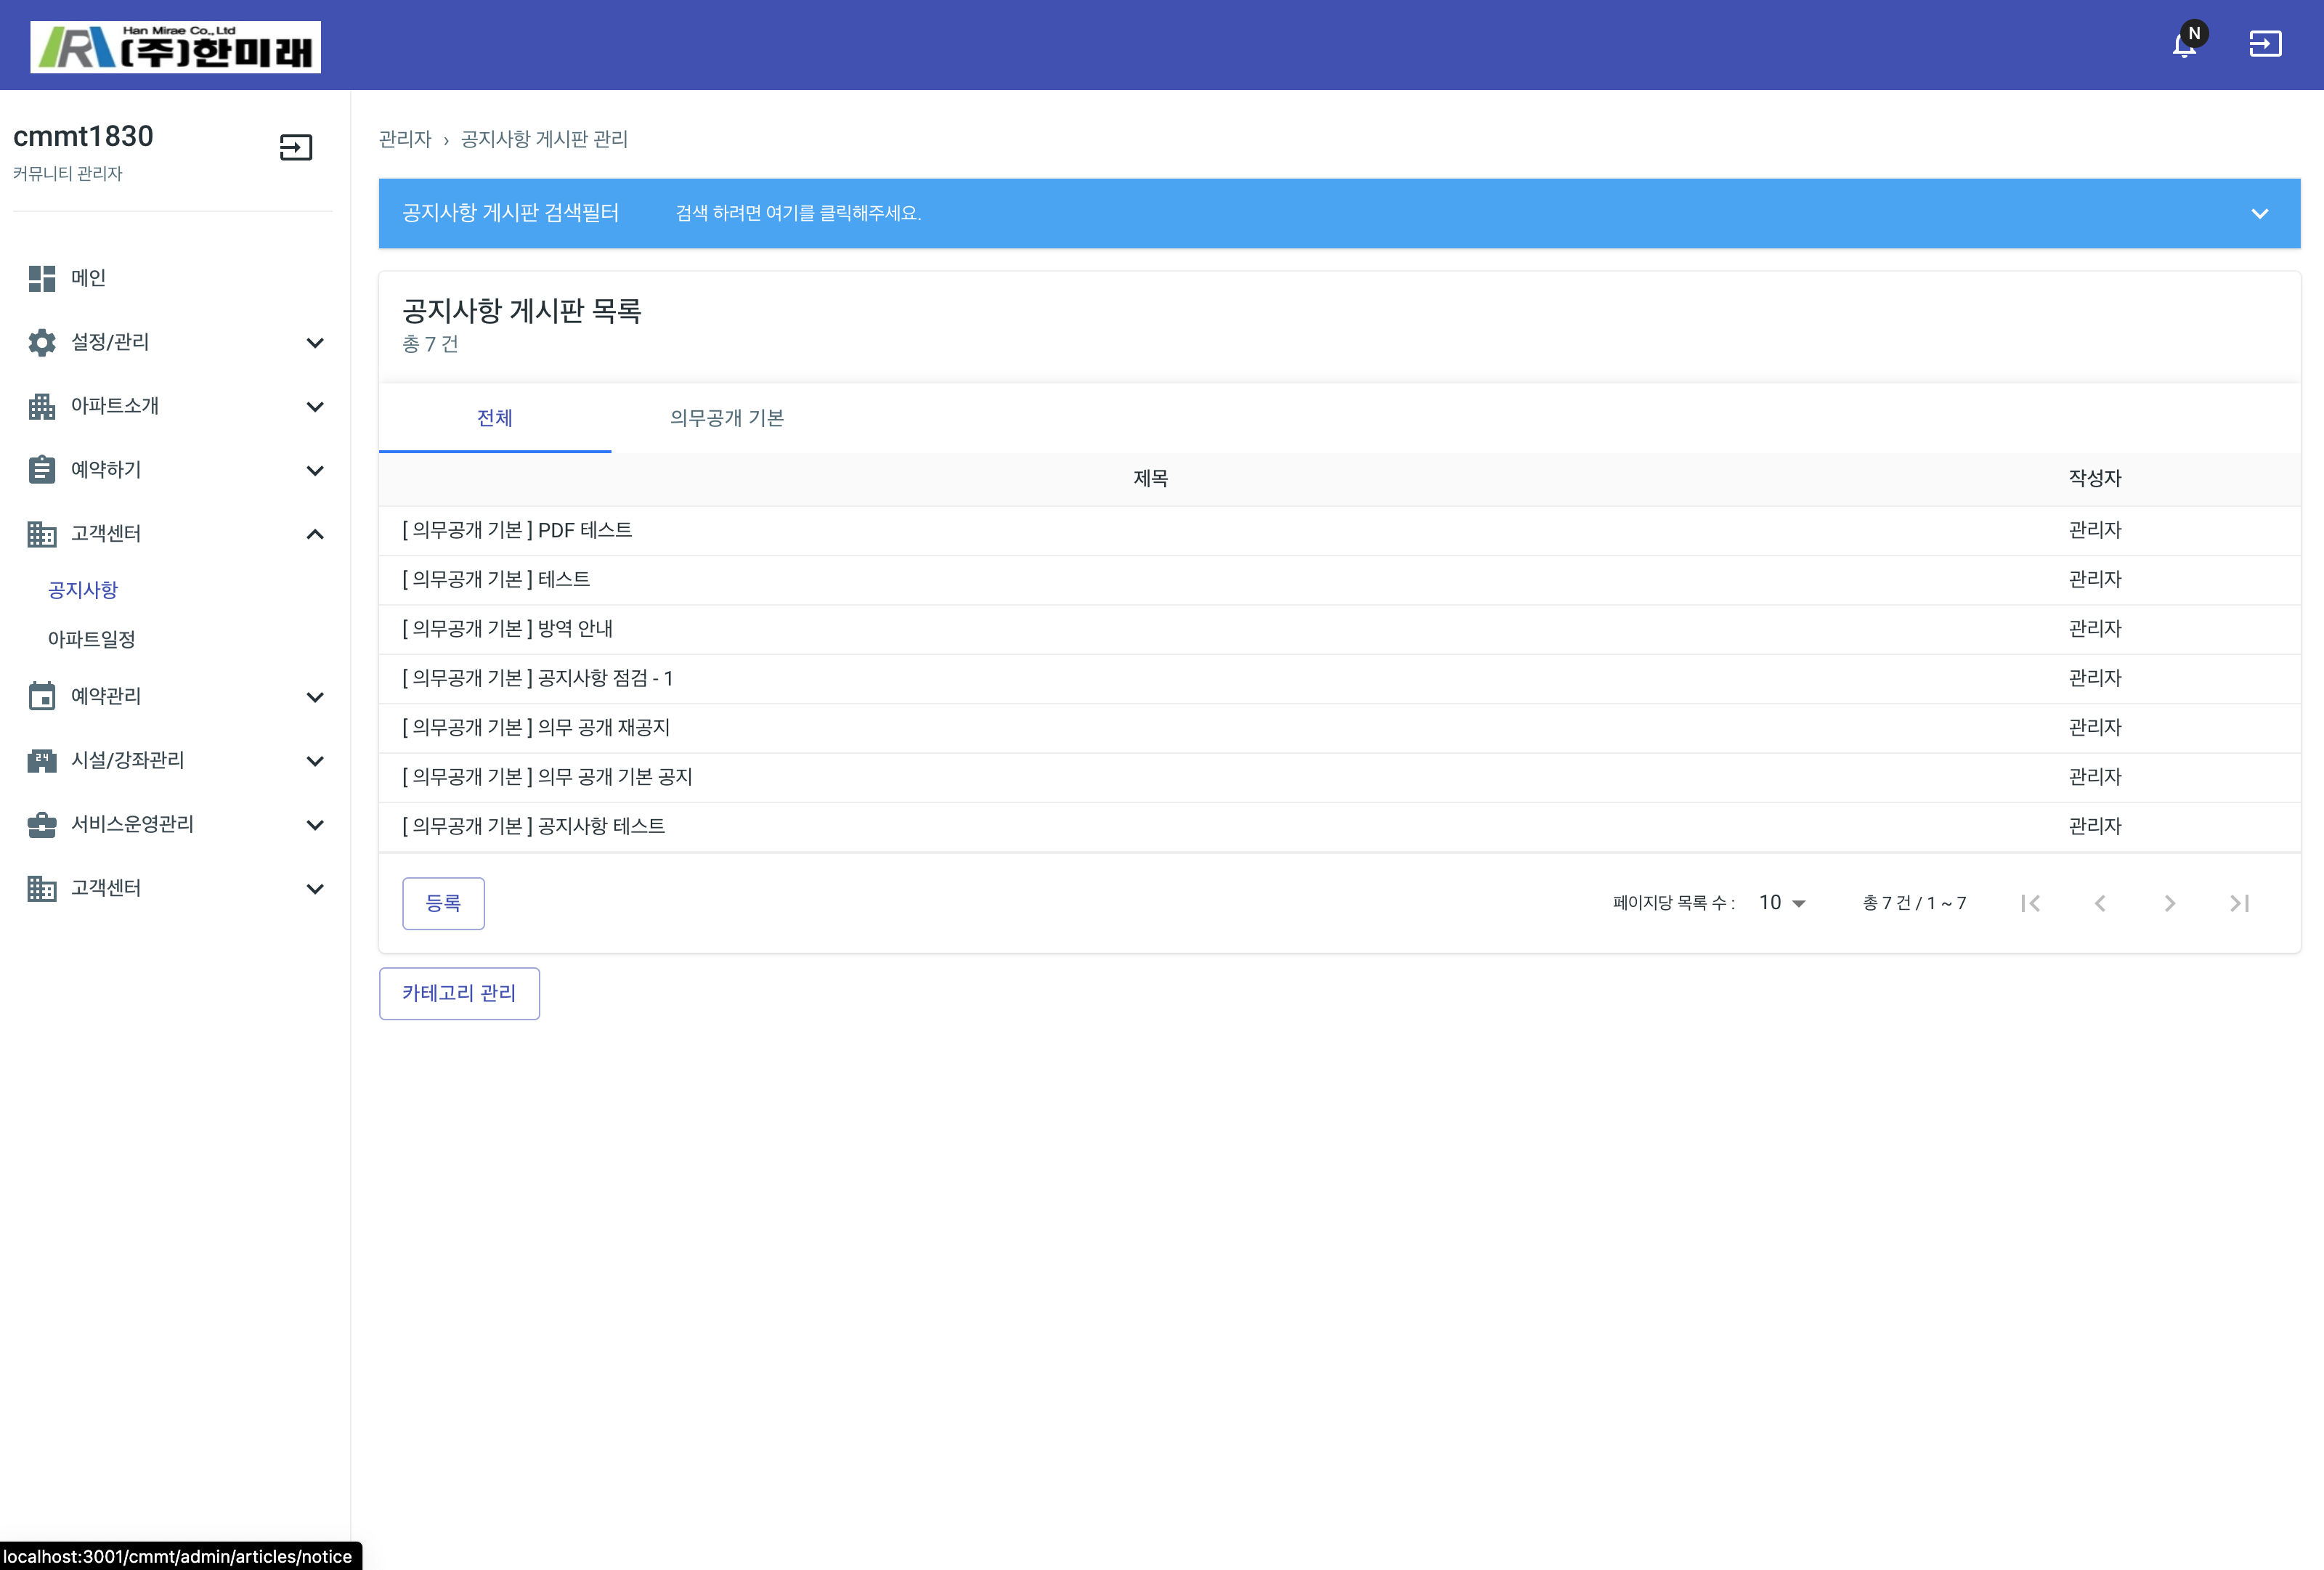 Han Mirae Co., Ltd
(주)한미래
N
cmmt1830
커뮤니티 관리자
메인
설정/관리
아파트소개
예약하기
고객센터
공지사항
아파트일정
예약관리
24
시설/강좌관리
서비스운영관리
고객센터
관리자 › 공지사항 게시판 관리
공지사항 게시판 검색필터 검색 하려면 여기를 클릭해주세요.
공지사항 게시판 목록
총 7 건
전체 의무공개 기본
제목 작성자
[ 의무공개 기본 ] PDF 테스트 관리자
[ 의무공개 기본 ] 테스트 관리자
[ 의무공개 기본 ] 방역 안내 관리자
[ 의무공개 기본 ] 공지사항 점검 - 1 관리자
[ 의무공개 기본 ] 의무 공개 재공지 관리자
[ 의무공개 기본 ] 의무 공개 기본 공지 관리자
[ 의무공개 기본 ] 공지사항 테스트 관리자
등록 페이지당 목록 수 : 10 총 7 건 / 1 ~ 7
카테고리 관리
localhost:3001/cmmt/admin/articles/notice